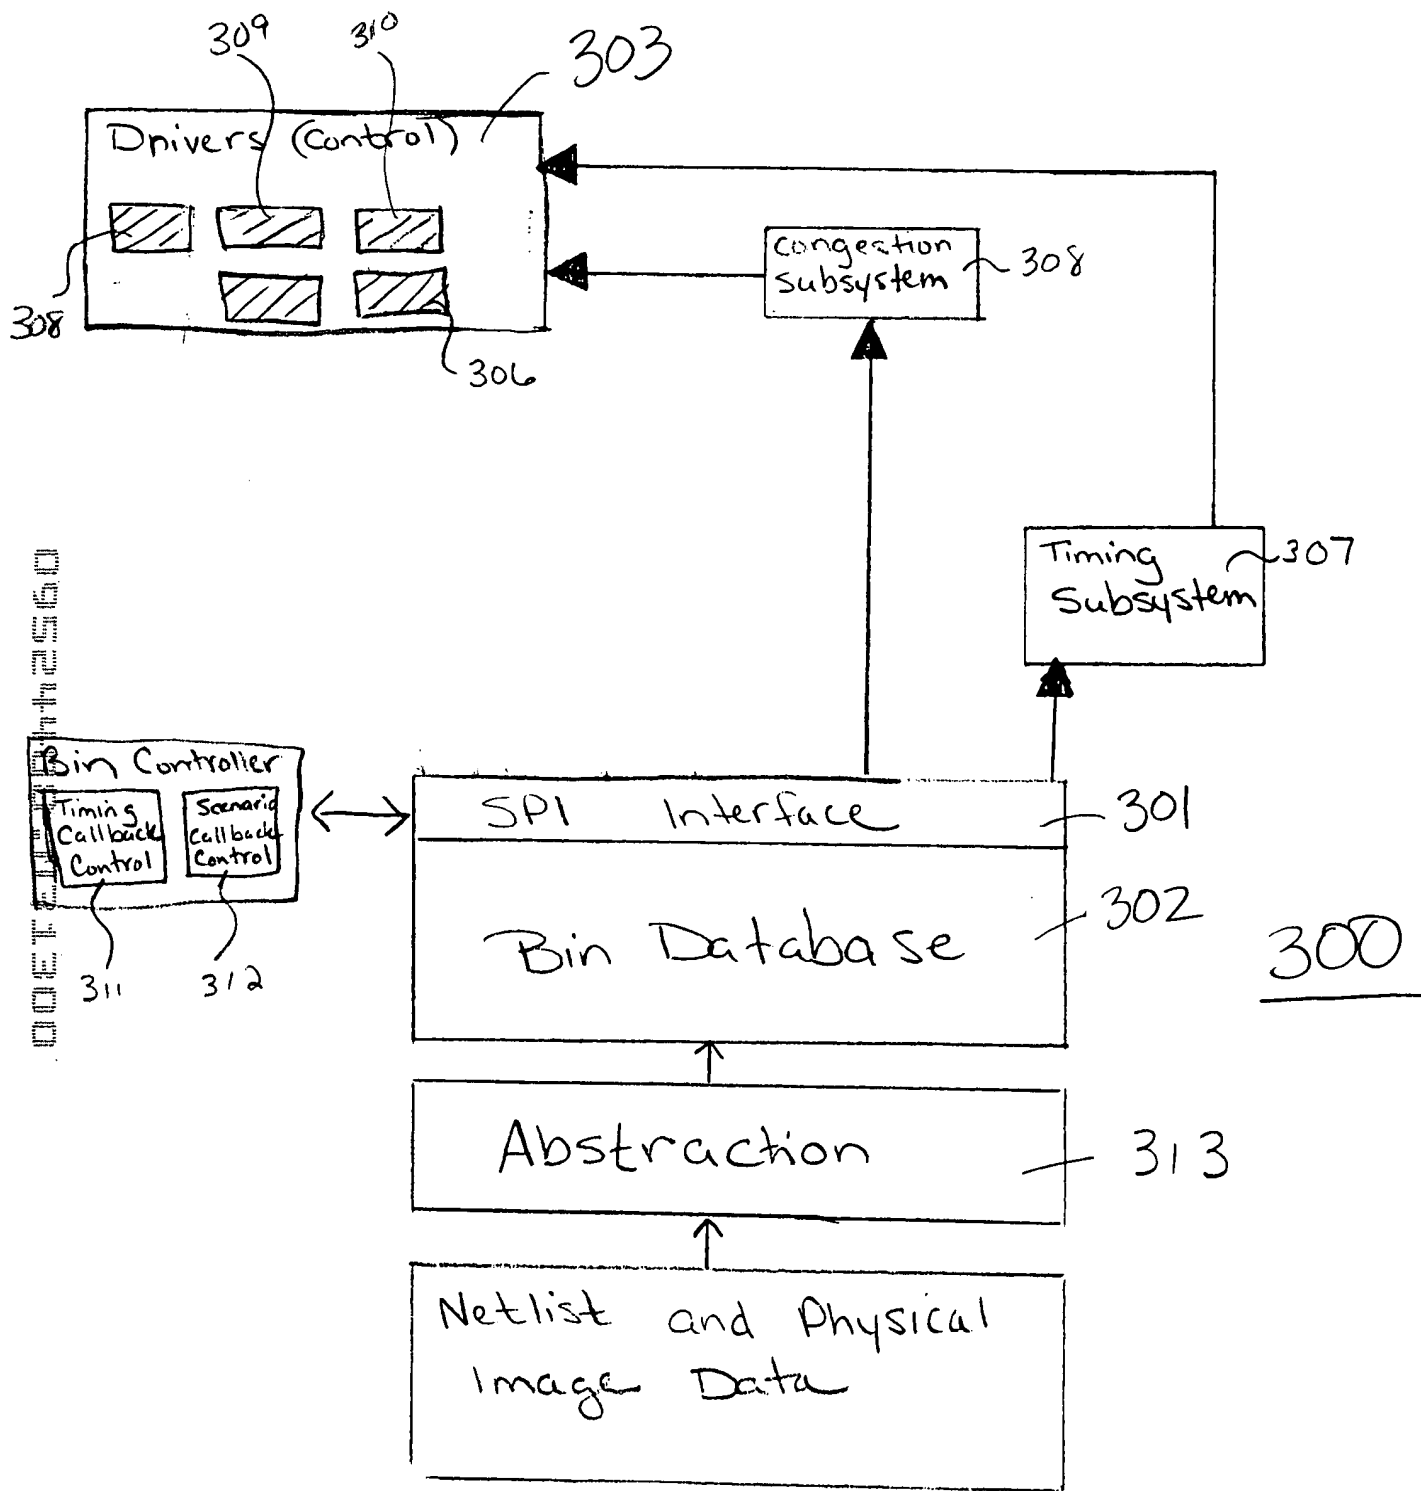 309
310
303
Drivers (Control)
308
306
Congestion
Subsystem
308
Timing
Subsystem
307
Bin Controller
Timing
Callback
Control
Scenario
Callback
Control
311
312
SPI Interface
301
Bin Database
302
300
Abstraction
313
Netlist and Physical
Image Data